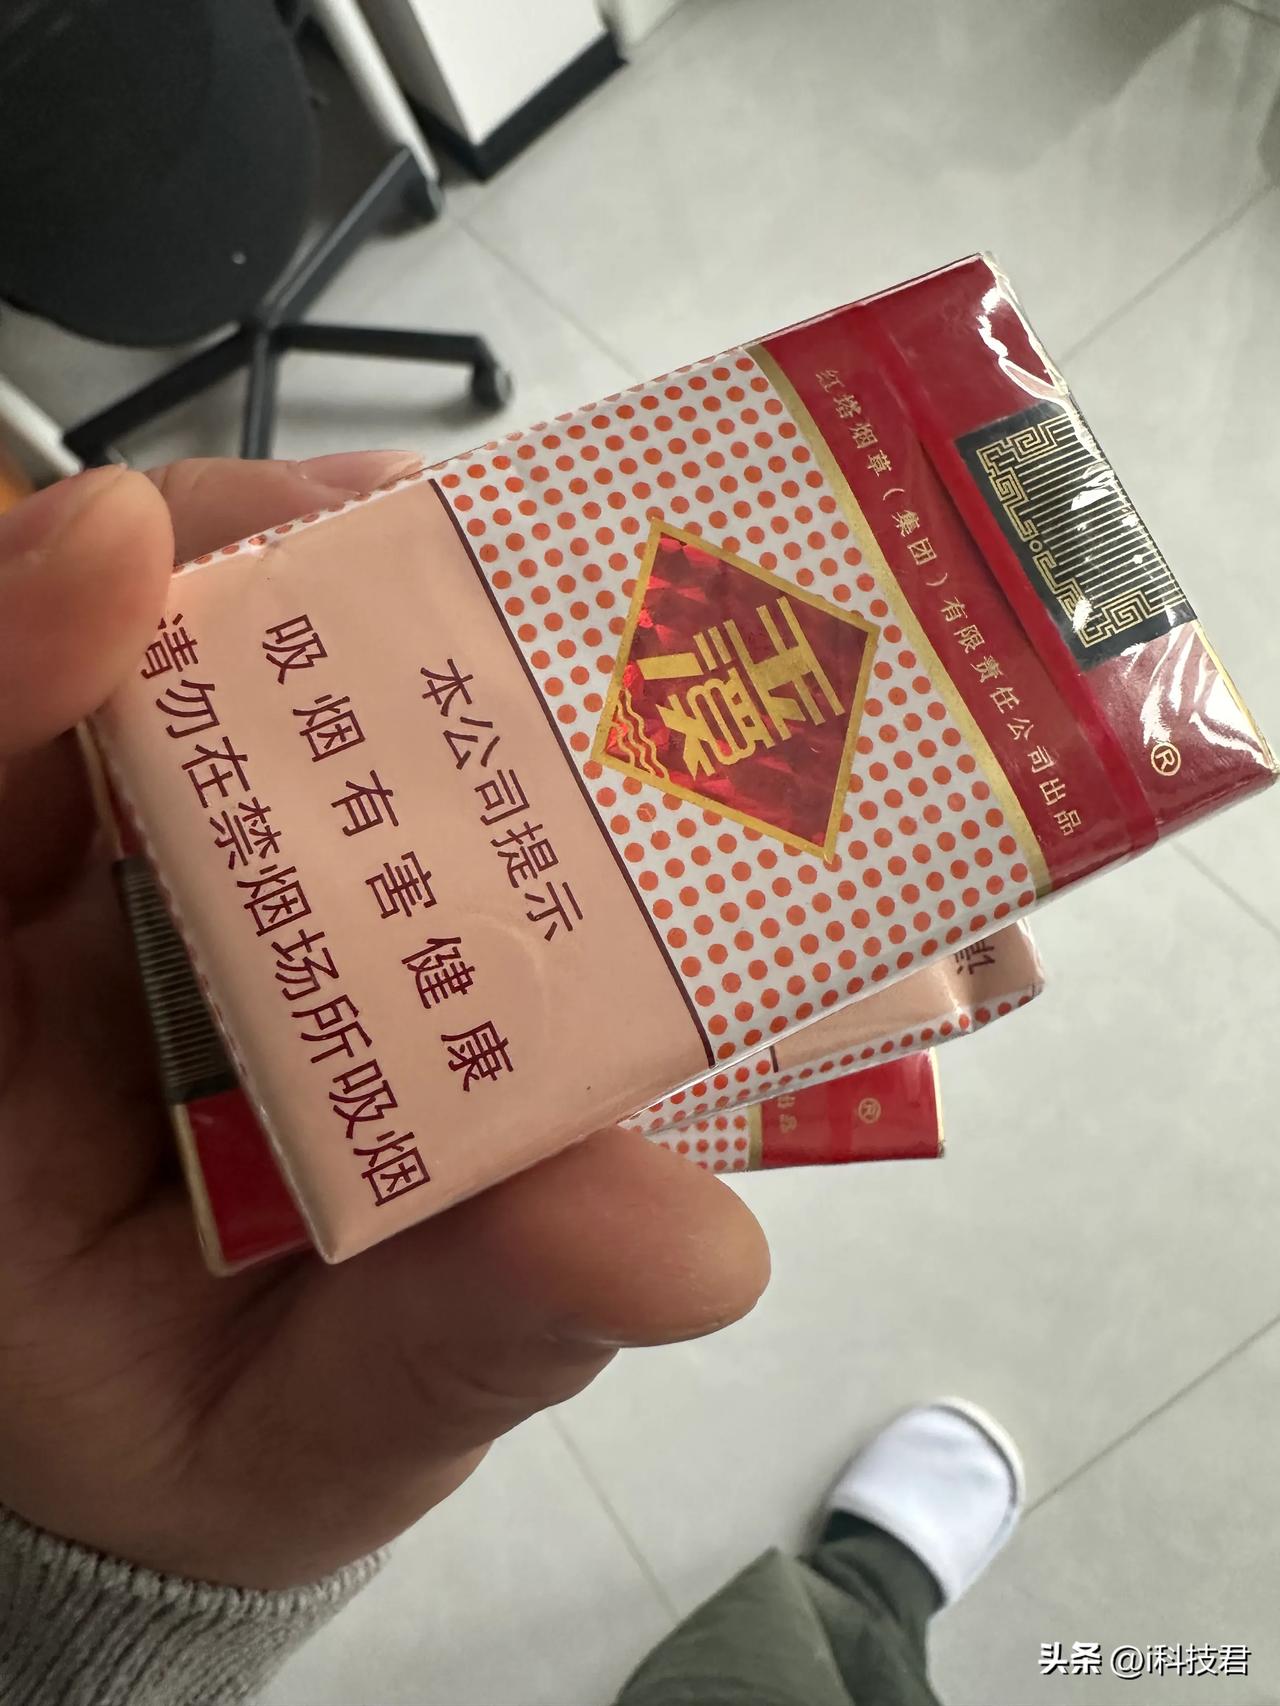 红塔烟草（集团）有限责任公司出品
®
玉溪
本公司提示
吸烟有害健康
请勿在禁烟场所吸烟
出品
®
头条 @i科技君